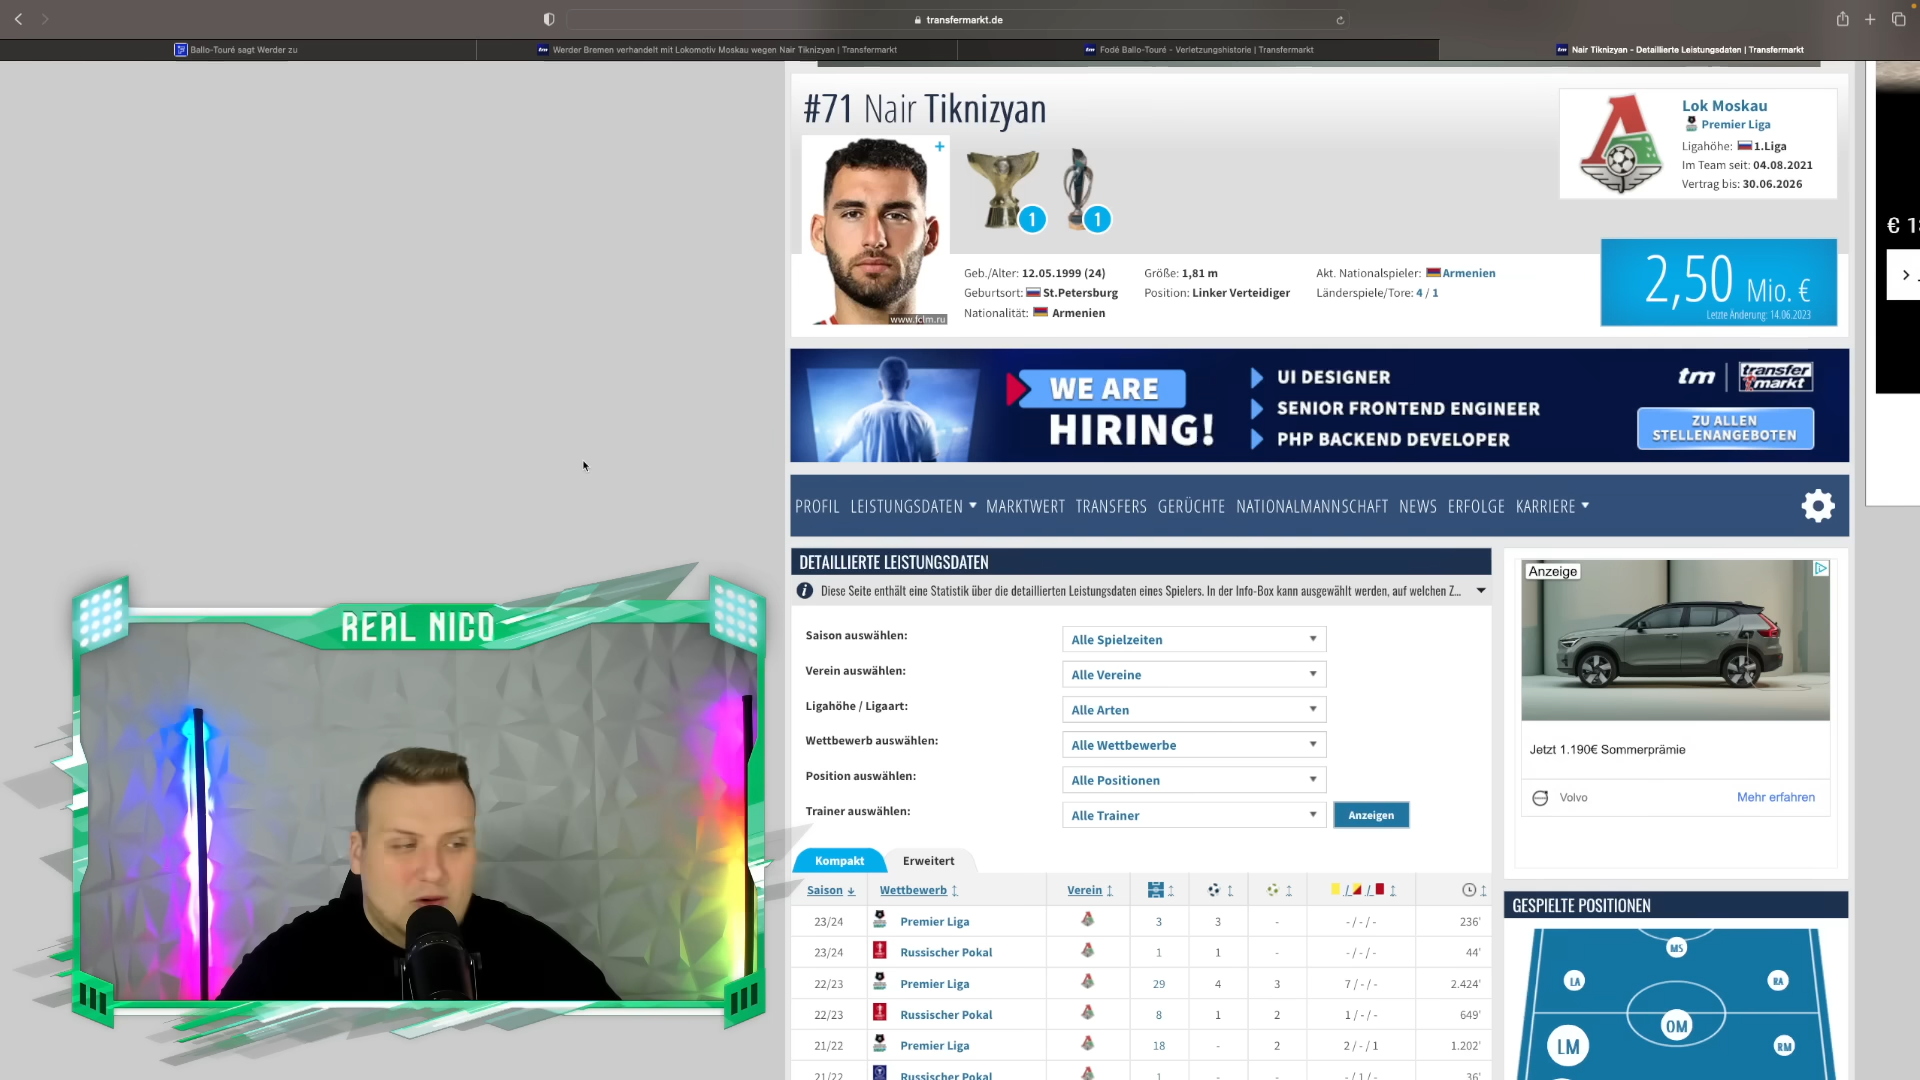 transfermarkt.de
Ballo-Touré sagt Werder zu
Werder Bremen verhandelt mit Lokomotiv Moskau wegen Nair Tiknizyan | Transfermarkt
Fodé Ballo-Touré - Verletzungshistorie | Transfermarkt
Nair Tiknizyan - Detaillierte Leistungsdaten | Transfermarkt
#71 Nair Tiknizyan
1
1
www.fclm.ru
Geb./Alter: 12.05.1999 (24)
Geburtsort: St.Petersburg
Nationalität: Armenien
Größe: 1,81 m
Position: Linker Verteidiger
Akt. Nationalspieler: Armenien
Länderspiele/Tore: 4 / 1
Lok Moskau
Premier Liga
Ligahöhe: 1.Liga
Im Team seit: 04.08.2021
Vertrag bis: 30.06.2026
2,50 Mio. €
Letzte Änderung: 14.06.2023
WE ARE
HIRING!
UI DESIGNER
SENIOR FRONTEND ENGINEER
PHP BACKEND DEVELOPER
tm transfermarkt
ZU ALLEN
STELLENANGEBOTEN
PROFIL LEISTUNGSDATEN MARKTWERT TRANSFERS GERÜCHTE NATIONALMANNSCHAFT NEWS ERFOLGE KARRIERE
DETAILLIERTE LEISTUNGSDATEN
Diese Seite enthält eine Statistik über die detaillierten Leistungsdaten eines Spielers. In der Info-Box kann ausgewählt werden, auf welchen Z...
Saison auswählen: Alle Spielzeiten
Verein auswählen: Alle Vereine
Ligahöhe / Ligaart: Alle Arten
Wettbewerb auswählen: Alle Wettbewerbe
Position auswählen: Alle Positionen
Trainer auswählen: Alle Trainer Anzeigen
Kompakt Erweitert
Saison Wettbewerb Verein / /
23/24 Premier Liga 3 3 - - / - / - 236'
23/24 Russischer Pokal 1 1 - - / - / - 44'
22/23 Premier Liga 29 4 3 7 / - / - 2.424'
22/23 Russischer Pokal 8 1 2 1 / - / - 649'
21/22 Premier Liga 18 - 2 2 / - / 1 1.202'
21/22 Russischer Pokal 1 - - - / 1 / - 36'
Anzeige
Jetzt 1.190€ Sommerprämie
Volvo Mehr erfahren
GESPIELTE POSITIONEN
MS
LA RA
OM
LM RM
REAL NICO